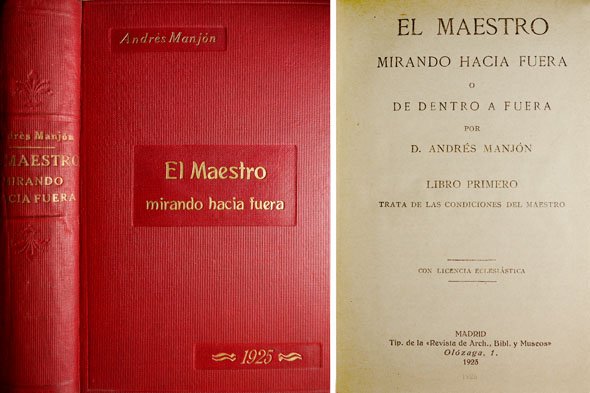 drés Manjón
MAESTRO
MIRANDO
CIA FUERA
Andrés Manjón
El Maestro
mirando hacia fuera
1925
EL MAESTRO
MIRANDO HACIA FUERA
O
DE DENTRO A FUERA
POR
D. ANDRÉS MANJÓN
LIBRO PRIMERO
TRATA DE LAS CONDICIONES DEL MAESTRO
CON LICENCIA ECLESIÁSTICA
MADRID
Tip. de la «Revista de Arch., Bibl. y Museos»
Olózaga, 1.
1925
1925